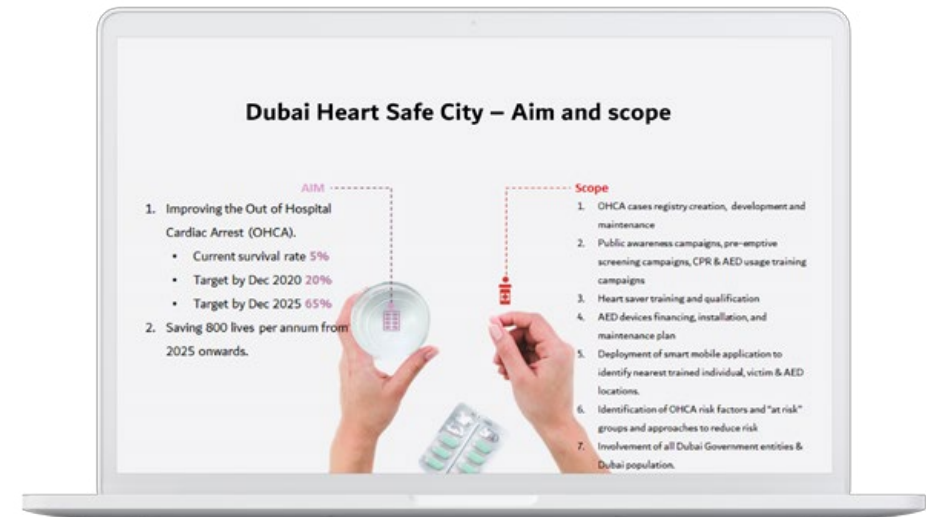 Dubai Heart Safe City – Aim and scope
AIM
1. Improving the Out of Hospital
Cardiac Arrest (OHCA).
• Current survival rate 5%
• Target by Dec 2020 20%
• Target by Dec 2025 65%
2. Saving 800 lives per annum from
2025 onwards.
Scope
1. OHCA cases registry creation, development and
maintenance
2. Public awareness campaigns, pre-emptive
screening campaigns, CPR & AED usage training
campaigns
3. Heart saver training and qualification
4. AED devices financing, installation, and
maintenance plan
5. Deployment of smart mobile application to
identify nearest trained individual, victim & AED
locations.
6. Identification of OHCA risk factors and "at risk"
groups and approaches to reduce risk
7. Involvement of all Dubai Government entities &
Dubai population.